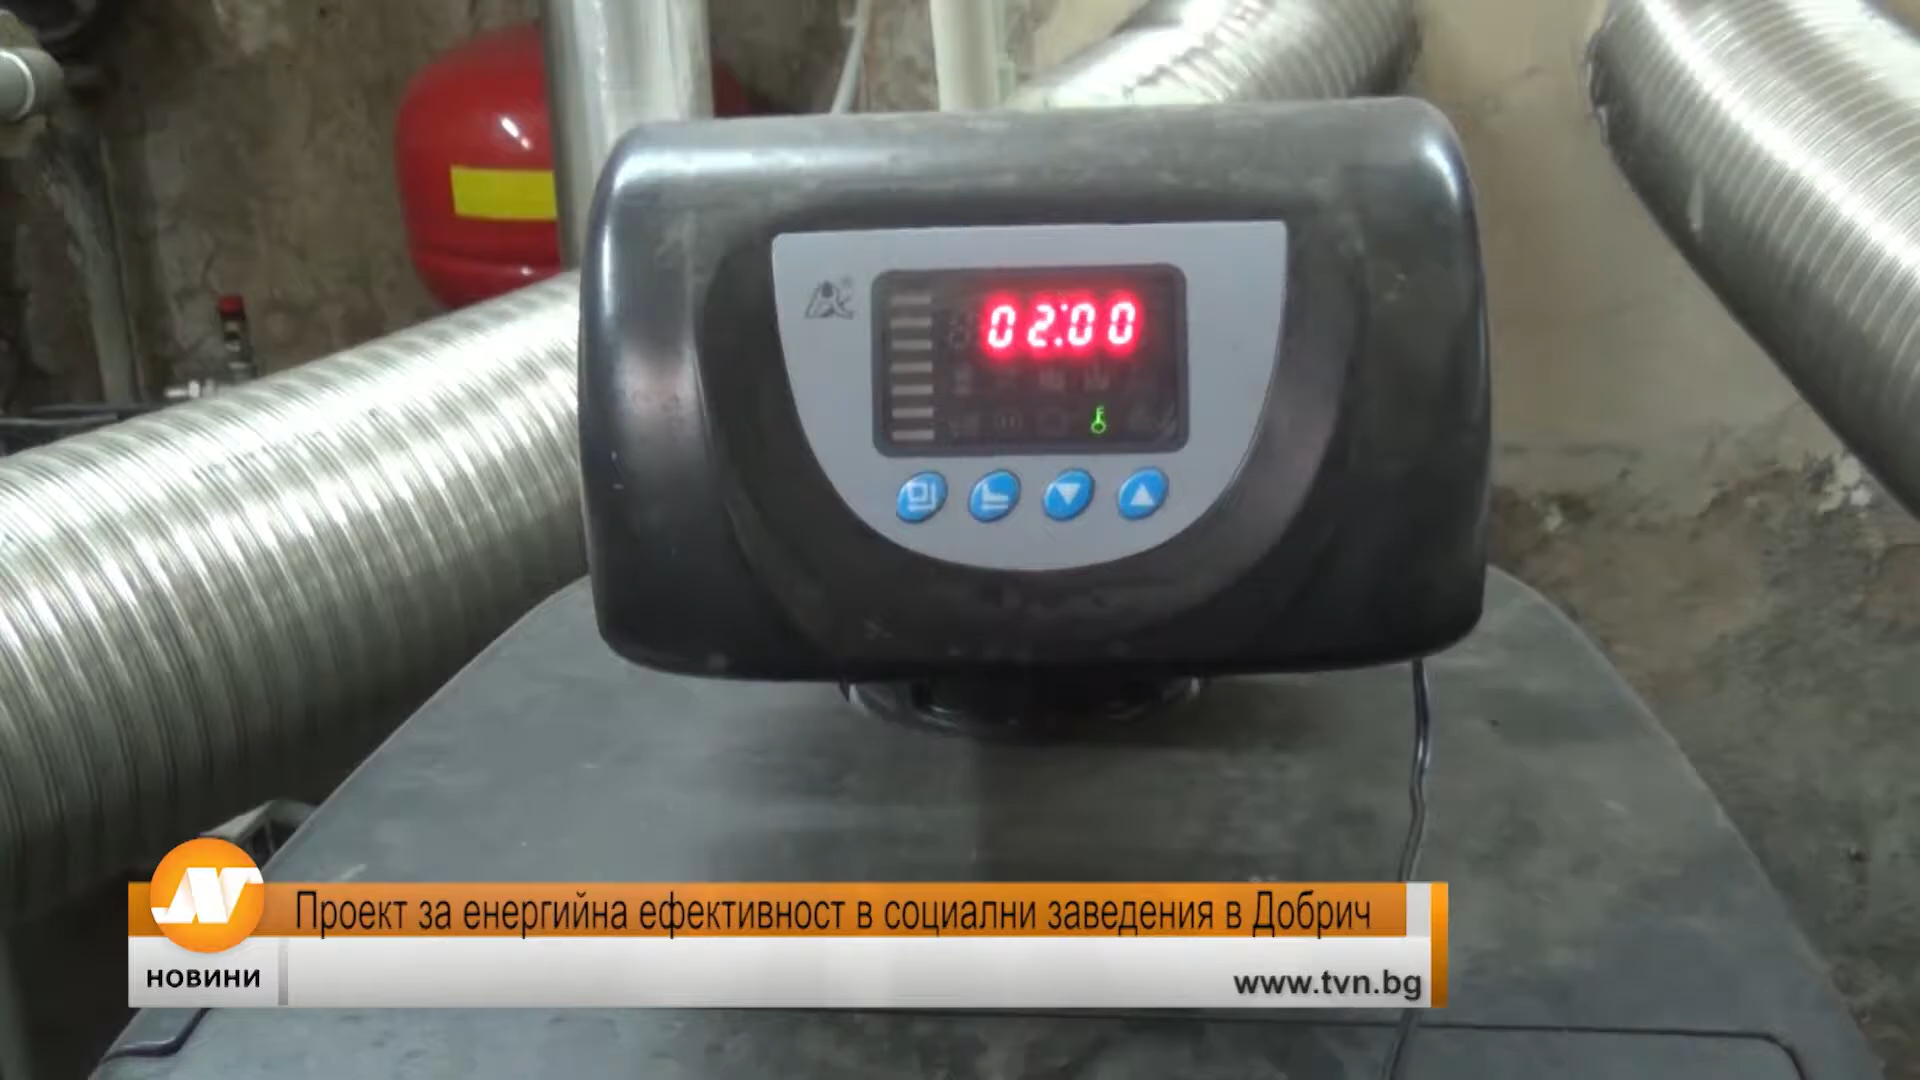 02:00
Проект за енергийна ефективност в социални заведения в Добрич
НОВИНИ
www.tvn.bg